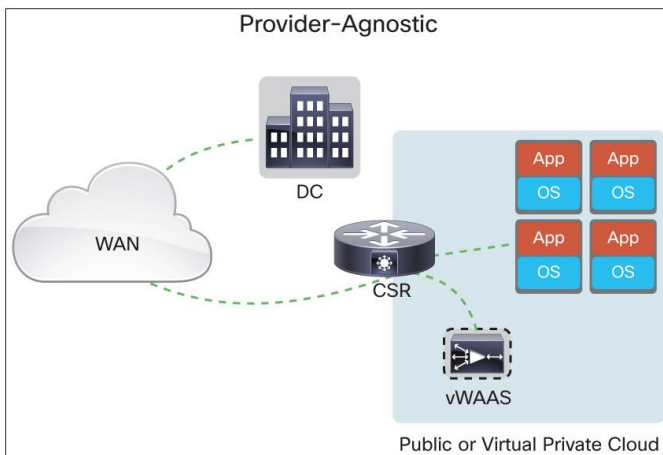 Provider-Agnostic
DC
WAN
CSR
App App
OS OS
App App
OS OS
vWAAS
Public or Virtual Private Cloud